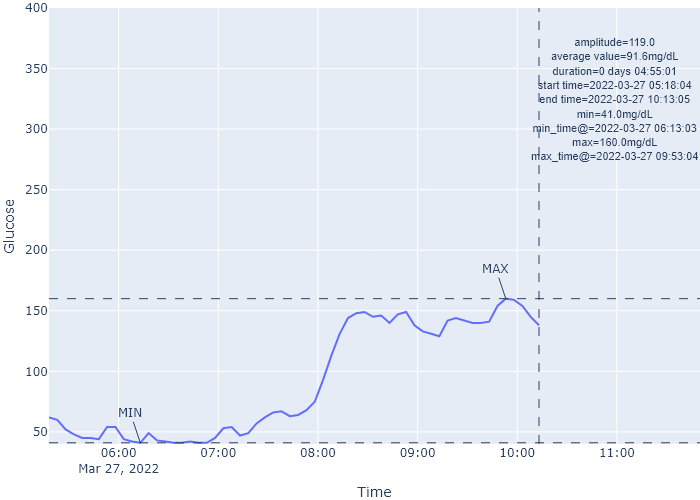 400
350
300
250
200
150
100
50
Glucose
amplitude=119.0
average value=91.6mg/dL
duration=0 days 04:55:01
start time=2022-03-27 05:18:04
end time=2022-03-27 10:13:05
min=41.0mg/dL
min_time@=2022-03-27 06:13:03
max=160.0mg/dL
max_time@=2022-03-27 09:53:04
MAX
MIN
06:00 07:00 08:00 09:00 10:00 11:00
Mar 27, 2022
Time